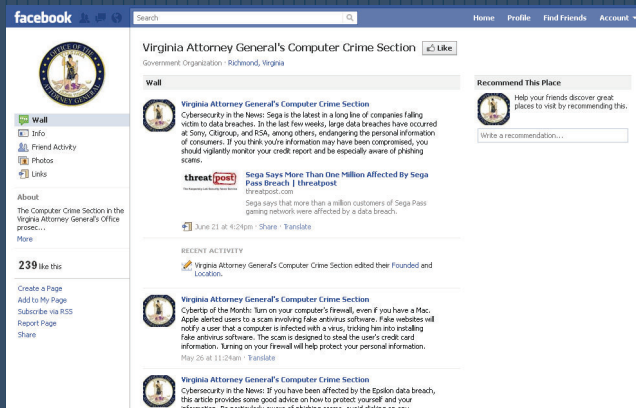 facebook
Search
Home Profile Find Friends Account
OFFICE OF THE
ATTORNEY GENERAL
Wall
Info
Friend Activity
Photos
Links
About
The Computer Crime Section in the
Virginia Attorney General's Office
prosec...
More
239 like this
Create a Page
Add to My Page
Subscribe via RSS
Report Page
Share
Virginia Attorney General's Computer Crime Section Like
Government Organization · Richmond, Virginia
Wall
Virginia Attorney General's Computer Crime Section
Cybersecurity in the News: Sega is the latest in a long line of companies falling
victim to data breaches. In the last few weeks, large data breaches have occured
at Sony, Citigroup, and RSA, among others, endangering the personal information
of consumers. If you think you're information may have been compromised, you
should vigilantly monitor your credit report and be especially aware of phishing
scams.
threat post
Sega Says More Than One Million Affected By Sega
Pass Breach | threatpost
threatpost.com
Sega says that more than a million customers of Sega Pass
gaming network were affected by a data breach.
June 21 at 4:24pm · Share · Translate
RECENT ACTIVITY
Virginia Attorney General's Computer Crime Section edited their Founded and
Location.
Virginia Attorney General's Computer Crime Section
Cybertip of the Month: Turn on your computer's firewall, even if you have a Mac.
Apple alerted users to a scam involving fake antivirus software. Fake websites will
notify a user that a computer is infected with a virus, tricking him into installing
fake antivirus software. The scam is designed to steal the user's credit card
information. Turning on your firewall will help protect your personal information.
May 26 at 11:24am · Translate
Virginia Attorney General's Computer Crime Section
Cybersecurity in the News: If you have been affected by the Epsilon data breach,
this article provides some good advice on how to protect yourself and your
Recommend This Place
Help your friends discover great
places to visit by recommending this.
Write a recommendation...